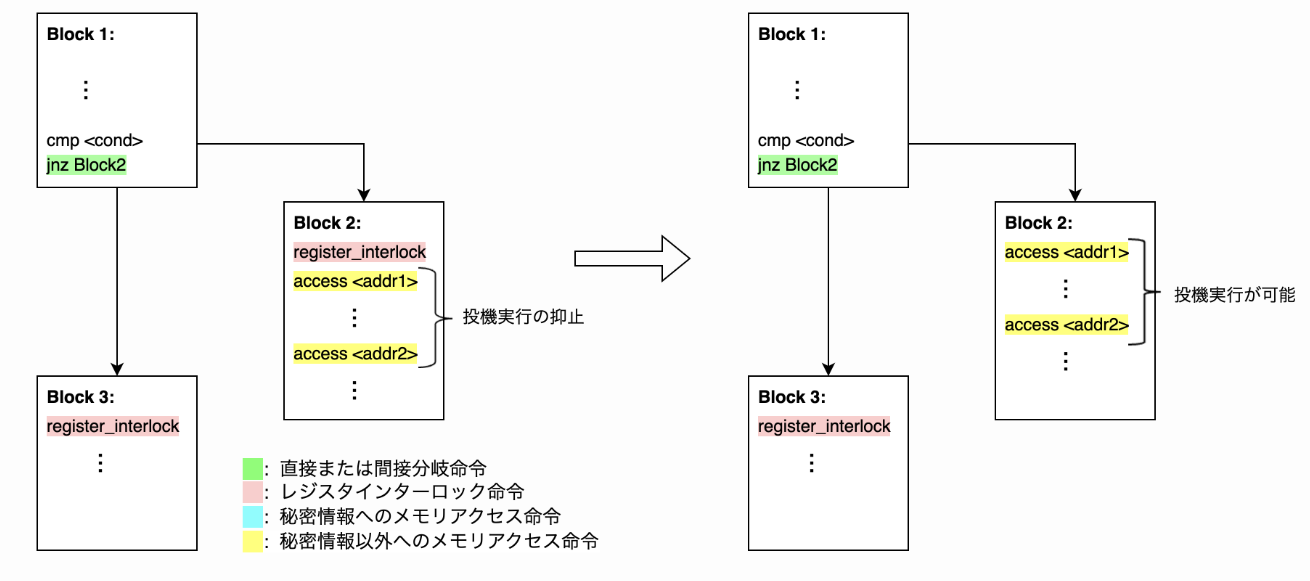 Block 1:
⋮
cmp <cond>
jnz Block2
Block 2:
register_interlock
access <addr1>
⋮
access <addr2>
⋮
投機実行の抑止
Block 3:
register_interlock
⋮
: 直接または間接分岐命令
: レジスタインターロック命令
: 秘密情報へのメモリアクセス命令
: 秘密情報以外へのメモリアクセス命令
Block 1:
⋮
cmp <cond>
jnz Block2
Block 2:
access <addr1>
⋮
access <addr2>
⋮
投機実行が可能
Block 3:
register_interlock
⋮